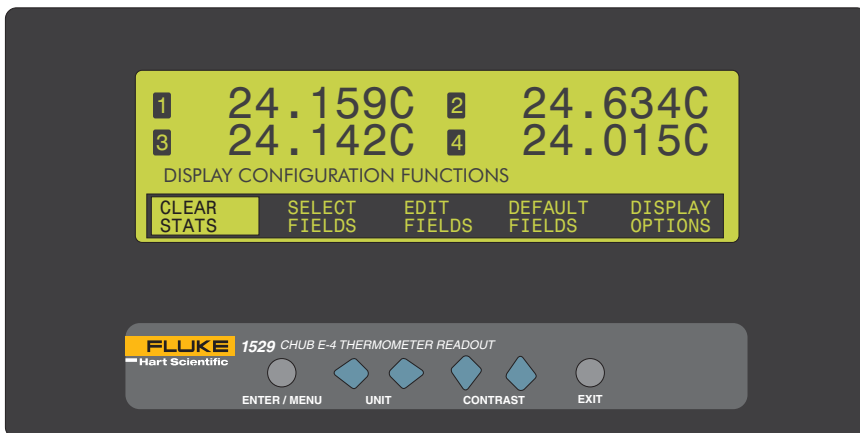 1 24.159C 2 24.634C
3 24.142C 4 24.015C
DISPLAY CONFIGURATION FUNCTIONS
CLEAR STATS SELECT FIELDS EDIT FIELDS DEFAULT FIELDS DISPLAY OPTIONS
FLUKE 1529 CHUB E-4 THERMOMETER READOUT
Hart Scientific
ENTER / MENU UNIT CONTRAST EXIT